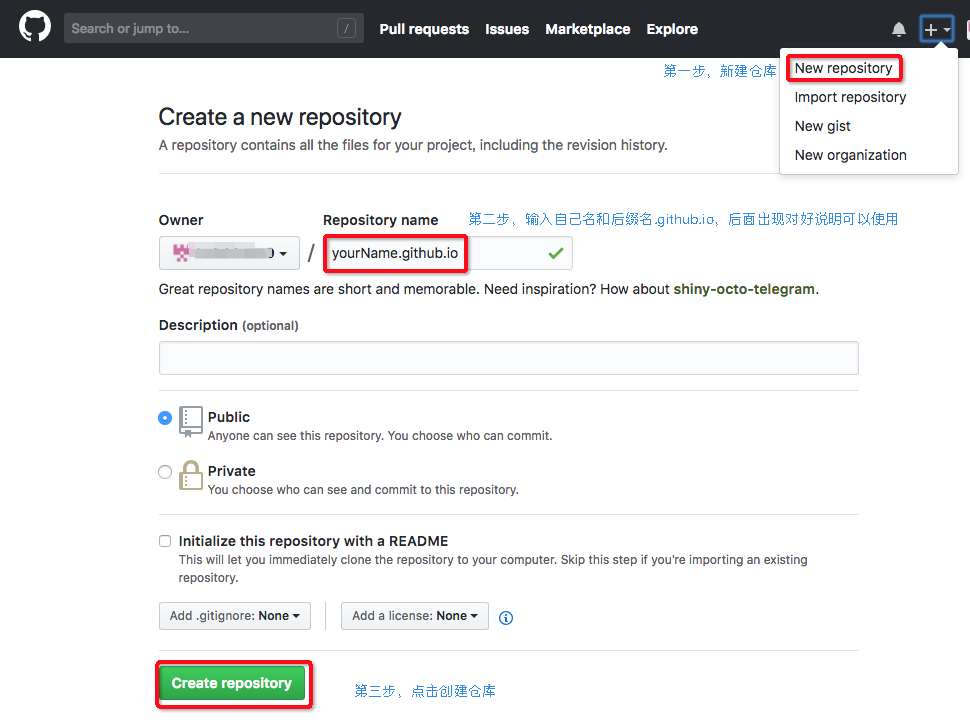 Search or jump to... /
Pull requests Issues Marketplace Explore
第一步，新建仓库
New repository
Import repository
New gist
New organization
Create a new repository
A repository contains all the files for your project, including the revision history.
Owner
Repository name
第二步，输入自己名和后缀名.github.io，后面出现对好说明可以使用
/ yourName.github.io
Great repository names are short and memorable. Need inspiration? How about shiny-octo-telegram.
Description (optional)
Public
Anyone can see this repository. You choose who can commit.
Private
You choose who can see and commit to this repository.
Initialize this repository with a README
This will let you immediately clone the repository to your computer. Skip this step if you're importing an existing
repository.
Add .gitignore: None
Add a license: None
Create repository
第三步，点击创建仓库